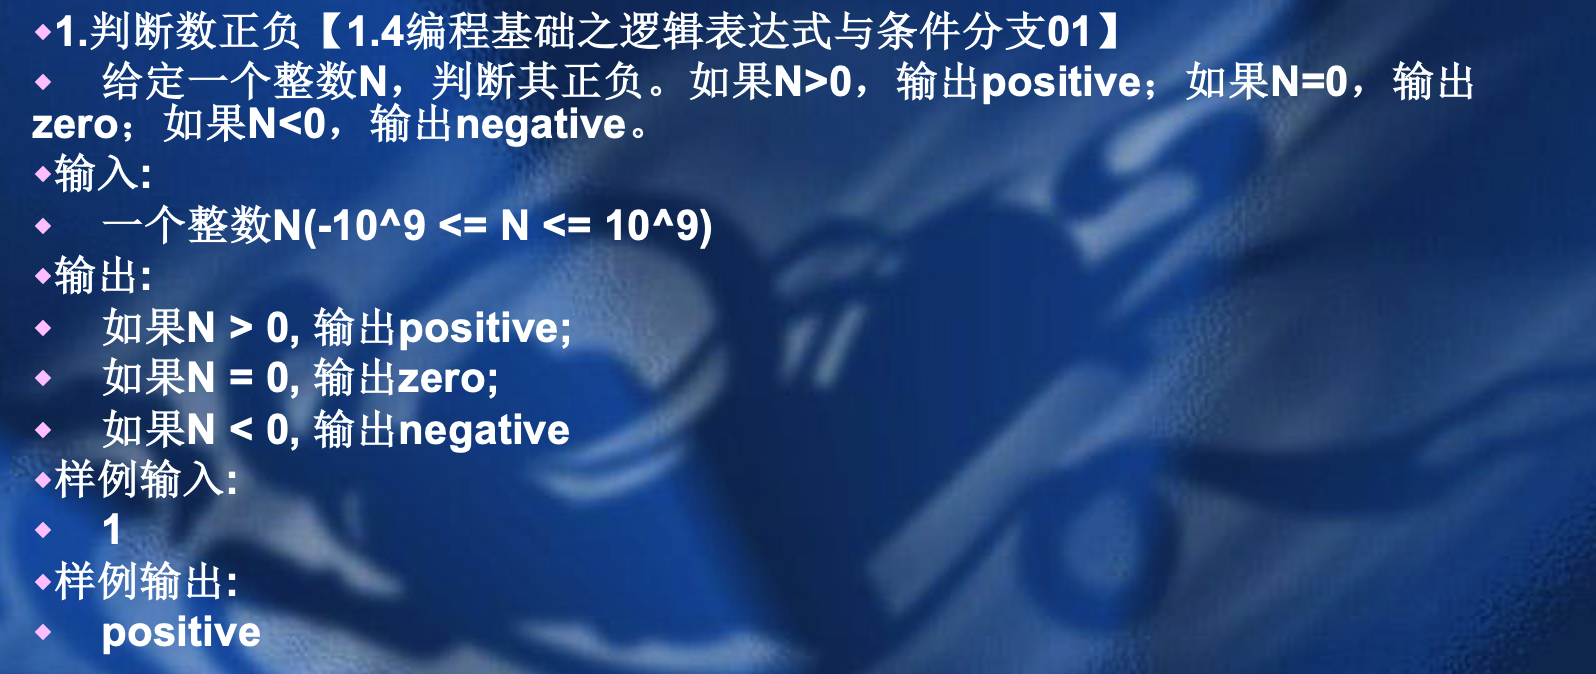 ◆1.判断数正负【1.4编程基础之逻辑表达式与条件分支01】
◆ 给定一个整数N，判断其正负。如果N>0，输出positive；如果N=0，输出
zero；如果N<0，输出negative。
◆输入:
◆ 一个整数N(-10^9 <= N <= 10^9)
◆输出:
◆ 如果N > 0, 输出positive;
◆ 如果N = 0, 输出zero;
◆ 如果N < 0, 输出negative
◆样例输入:
◆ 1
◆样例输出:
◆ positive